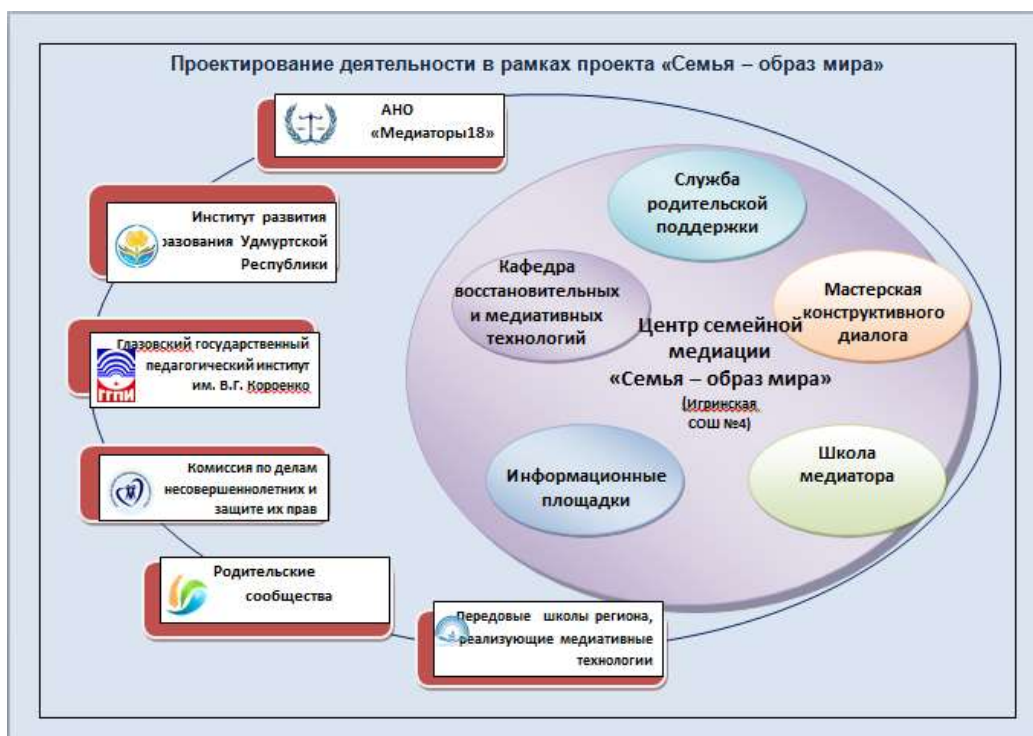 Проектирование деятельности в рамках проекта «Семья – образ мира»
АНО
«Медиаторы18»
Институт развития
разования Удмуртской
Республики
Глазовский государственный
педагогический институт
им. В.Г. Короенко
ГГПИ
Комиссия по делам
несовершеннолетних и
защите их прав
Родительские
сообщества
Передовые школы региона,
реализующие медиативные
технологии
Служба
родительской
поддержки
Кафедра
восстановительных
и медиативных
технологий
Мастерская
конструктивного
диалога
Центр семейной
медиации
«Семья – образ мира»
(Игринская
СОШ №4)
Информационные
площадки
Школа
медиатора